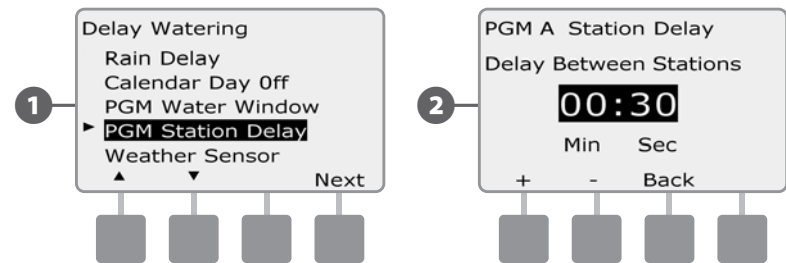 1
Delay Watering
Rain Delay
Calendar Day Off
PGM Water Window
► PGM Station Delay
Weather Sensor
▲ ▼ Next
2
PGM A Station Delay
Delay Between Stations
00:30
Min Sec
+ - Back